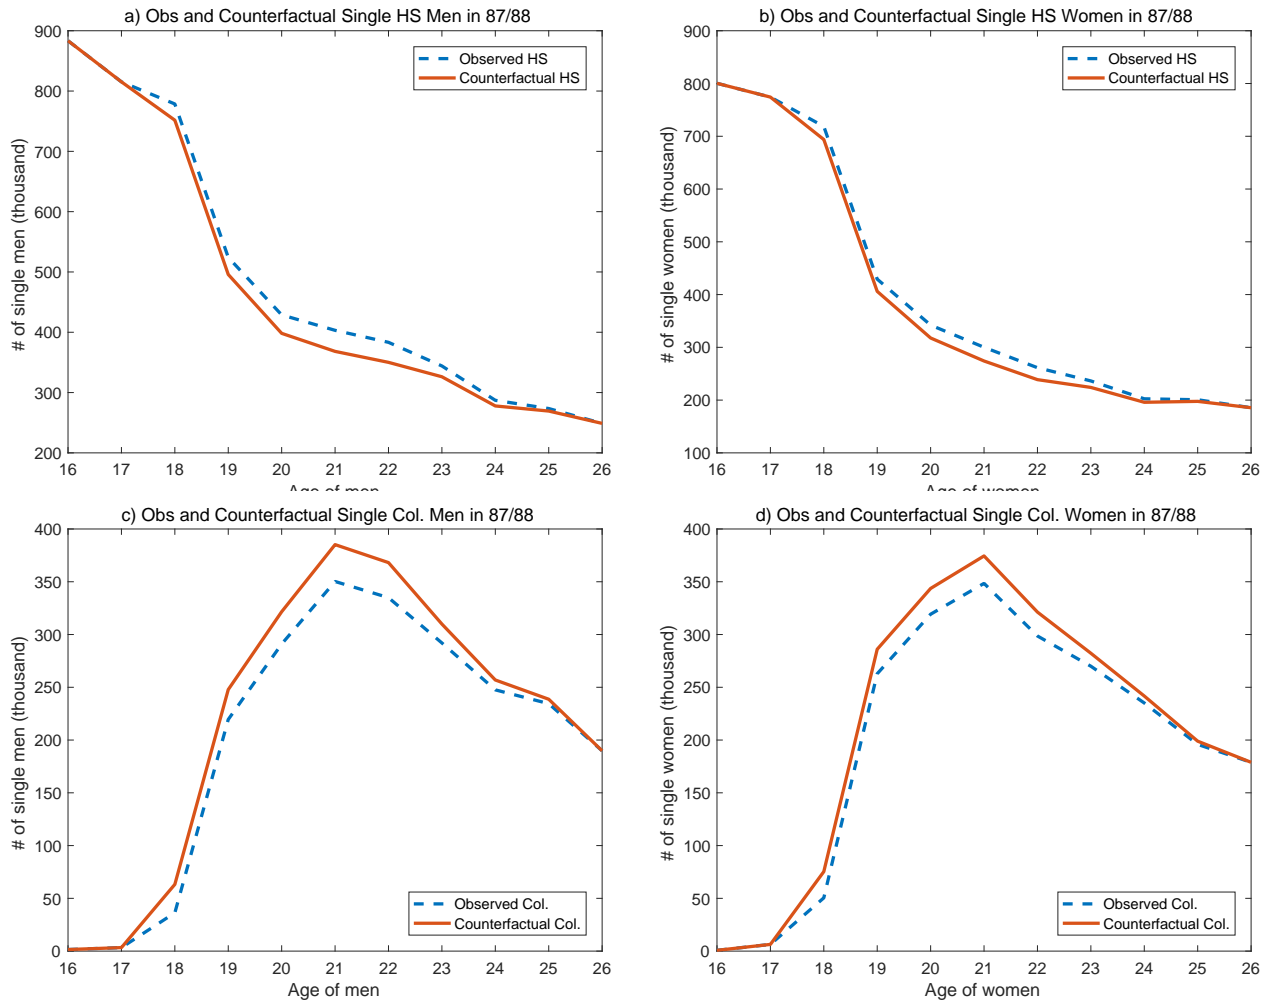 a) Obs and Counterfactual Single HS Men in 87/88
900
800
700
600
500
400
300
200
# of single men (thousand)
Observed HS
Counterfactual HS
16 17 18 19 20 21 22 23 24 25 26
Age of men
b) Obs and Counterfactual Single HS Women in 87/88
900
800
700
600
500
400
300
200
100
# of single women (thousand)
Observed HS
Counterfactual HS
16 17 18 19 20 21 22 23 24 25 26
Age of women
c) Obs and Counterfactual Single Col. Men in 87/88
400
350
300
250
200
150
100
50
0
# of single men (thousand)
Observed Col.
Counterfactual Col.
16 17 18 19 20 21 22 23 24 25 26
Age of men
d) Obs and Counterfactual Single Col. Women in 87/88
400
350
300
250
200
150
100
50
0
# of single women (thousand)
Observed Col.
Counterfactual Col.
16 17 18 19 20 21 22 23 24 25 26
Age of women